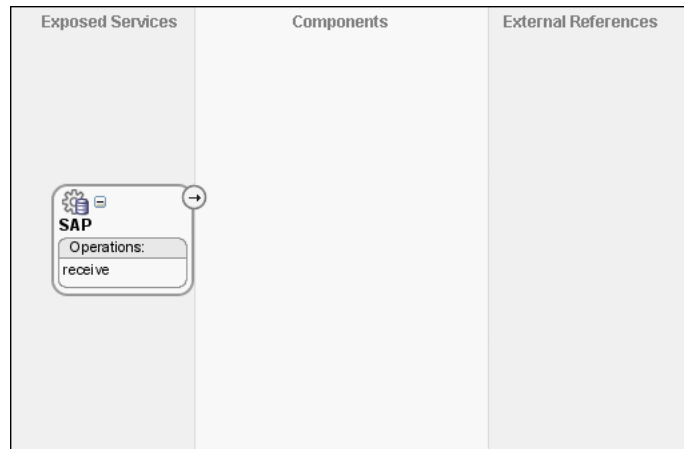 Exposed Services
Components
External References
SAP
Operations:
receive